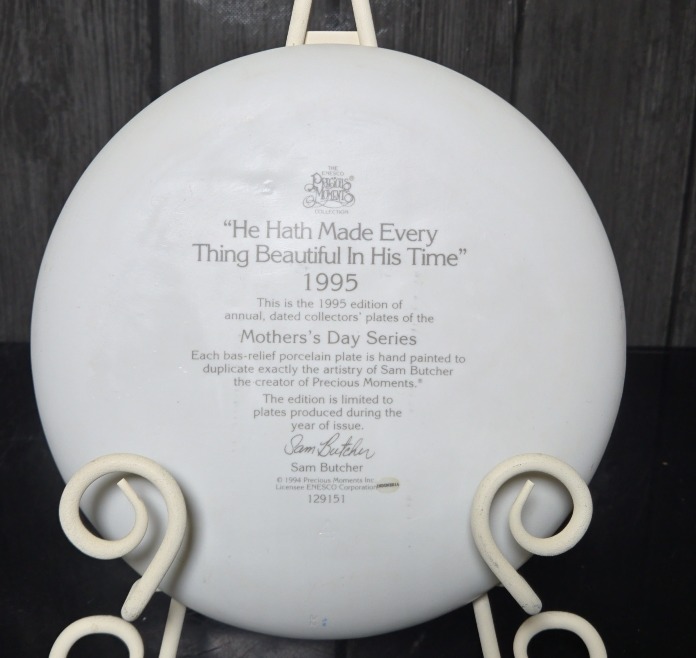 THE
ENESCO
PRECIOUS
MOMENTS®
COLLECTION
“He Hath Made Every
Thing Beautiful In His Time”
1995
This is the 1995 edition of
annual, dated collectors' plates of the
Mothers's Day Series
Each bas-relief porcelain plate is hand painted to
duplicate exactly the artistry of Sam Butcher
the creator of Precious Moments.®
The edition is limited to
plates produced during the
year of issue.
Sam Butcher
Sam Butcher
© 1994 Precious Moments Inc.
Licensee ENESCO Corporation
129151